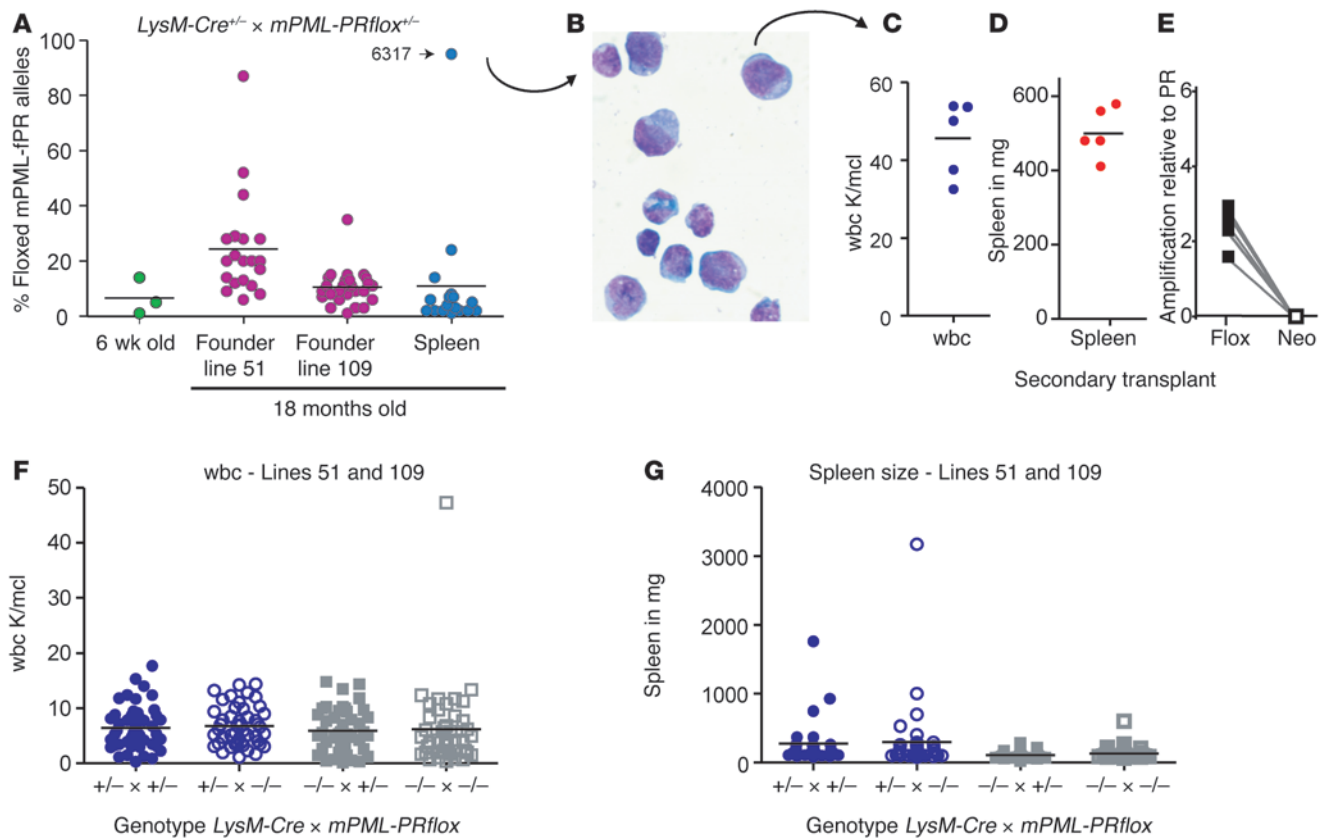 A
LysM-Cre+/– × mPML-PRflox+/–
% Floxed mPML-fPR alleles
100
80
60
40
20
0
6317
6 wk old
Founder
line 51
Founder
line 109
Spleen
18 months old
B
C
wbc K/mcl
60
40
20
0
wbc
D
Spleen in mg
600
400
200
0
Spleen
E
Amplification relative to PR
6
4
2
0
Flox
Neo
Secondary transplant
F
wbc - Lines 51 and 109
wbc K/mcl
50
40
30
20
10
0
+/– × +/–
+/– × –/–
–/– × +/–
–/– × –/–
Genotype LysM-Cre × mPML-PRflox
G
Spleen size - Lines 51 and 109
Spleen in mg
4000
3000
2000
1000
0
+/– × +/–
+/– × –/–
–/– × +/–
–/– × –/–
Genotype LysM-Cre × mPML-PRflox